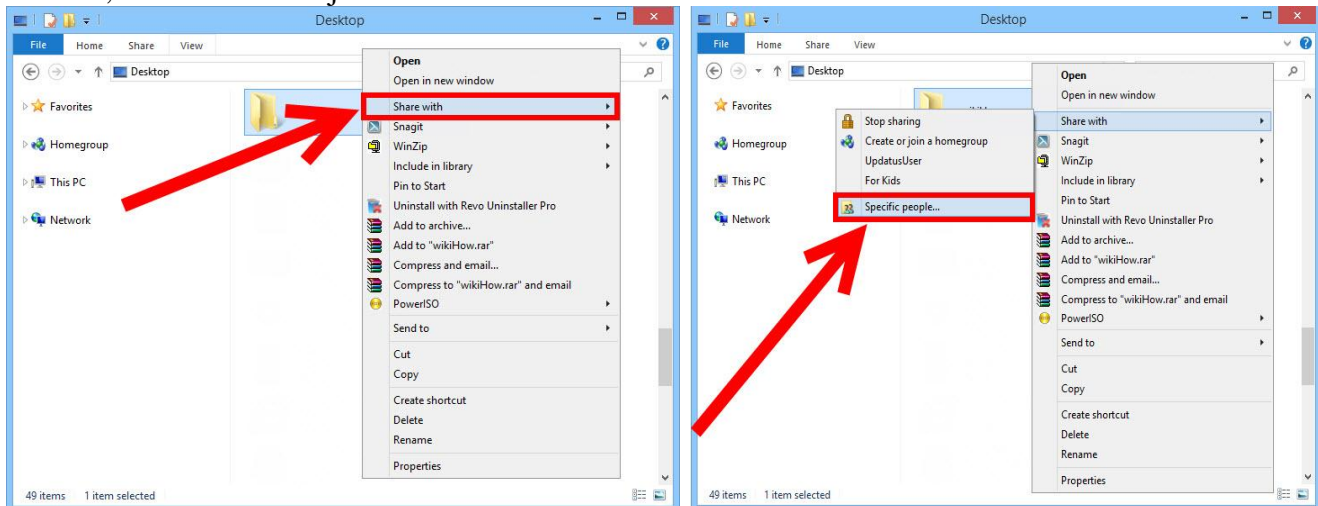 Desktop
File Home Share View
Desktop
Favorites
Homegroup
This PC
Network
Open
Open in new window
Share with
Snagit
WinZip
Include in library
Pin to Start
Uninstall with Revo Uninstaller Pro
Add to archive...
Add to "wikiHow.rar"
Compress and email...
Compress to "wikiHow.rar" and email
PowerISO
Send to
Cut
Copy
Create shortcut
Delete
Rename
Properties
49 items 1 item selected
Desktop
File Home Share View
Desktop
Favorites
Homegroup
This PC
Network
Stop sharing
Create or join a homegroup
UpdatusUser
For Kids
Specific people...
Open
Open in new window
Share with
Snagit
WinZip
Include in library
Pin to Start
Uninstall with Revo Uninstaller Pro
Add to archive...
Add to "wikiHow.rar"
Compress and email...
Compress to "wikiHow.rar" and email
PowerISO
Send to
Cut
Copy
Create shortcut
Delete
Rename
Properties
49 items 1 item selected